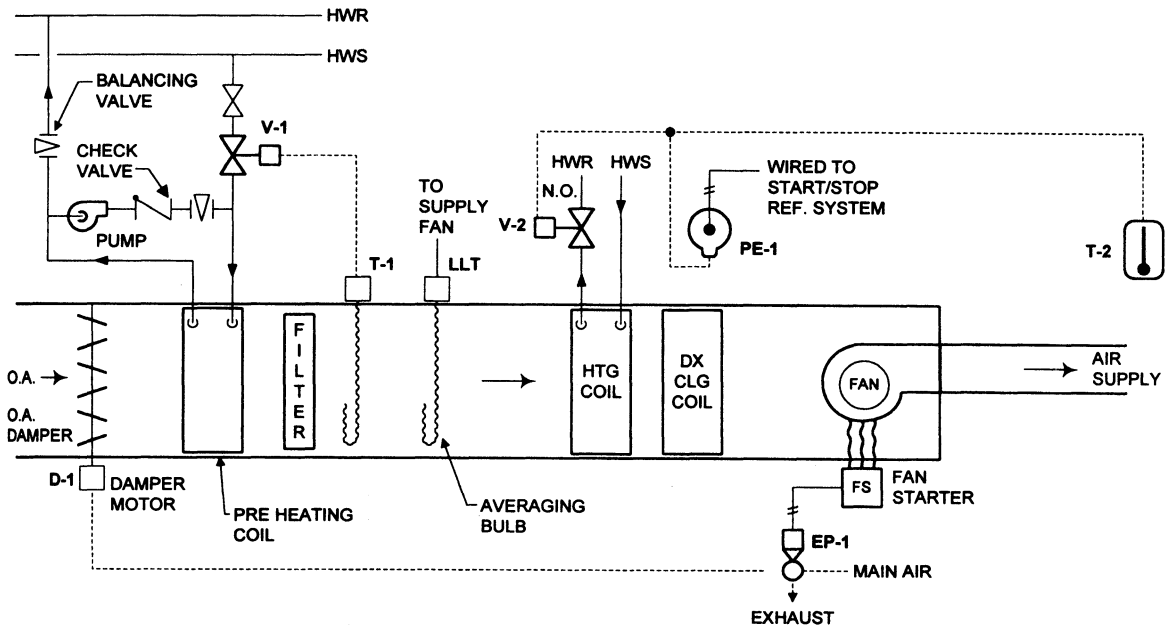 HWR
HWS
BALANCING
VALVE
V-1
CHECK
VALVE
PUMP
TO
SUPPLY
FAN
T-1
LLT
HWR
HWS
N.O.
V-2
WIRED TO
START/STOP
REF. SYSTEM
PE-1
T-2
O.A.
O.A.
DAMPER
FILTER
HTG
COIL
DX
CLG
COIL
FAN
AIR
SUPPLY
D-1
DAMPER
MOTOR
PRE HEATING
COIL
AVERAGING
BULB
FS
FAN
STARTER
EP-1
MAIN AIR
EXHAUST